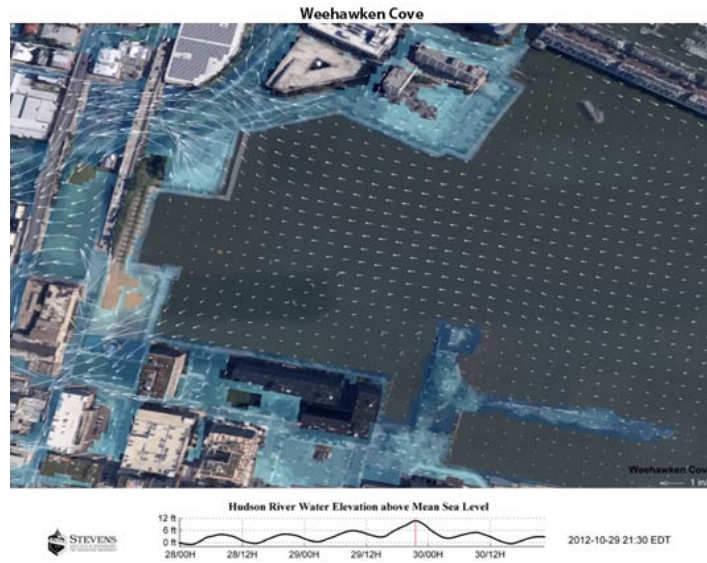 Weehawken Cove
Weehawken Cov
1 in
Hudson River Water Elevation above Mean Sea Level
12 ft
6 ft
0 ft
28/00H 28/12H 29/00H 29/12H 30/00H 30/12H
STEVENS
2012-10-29 21:30 EDT